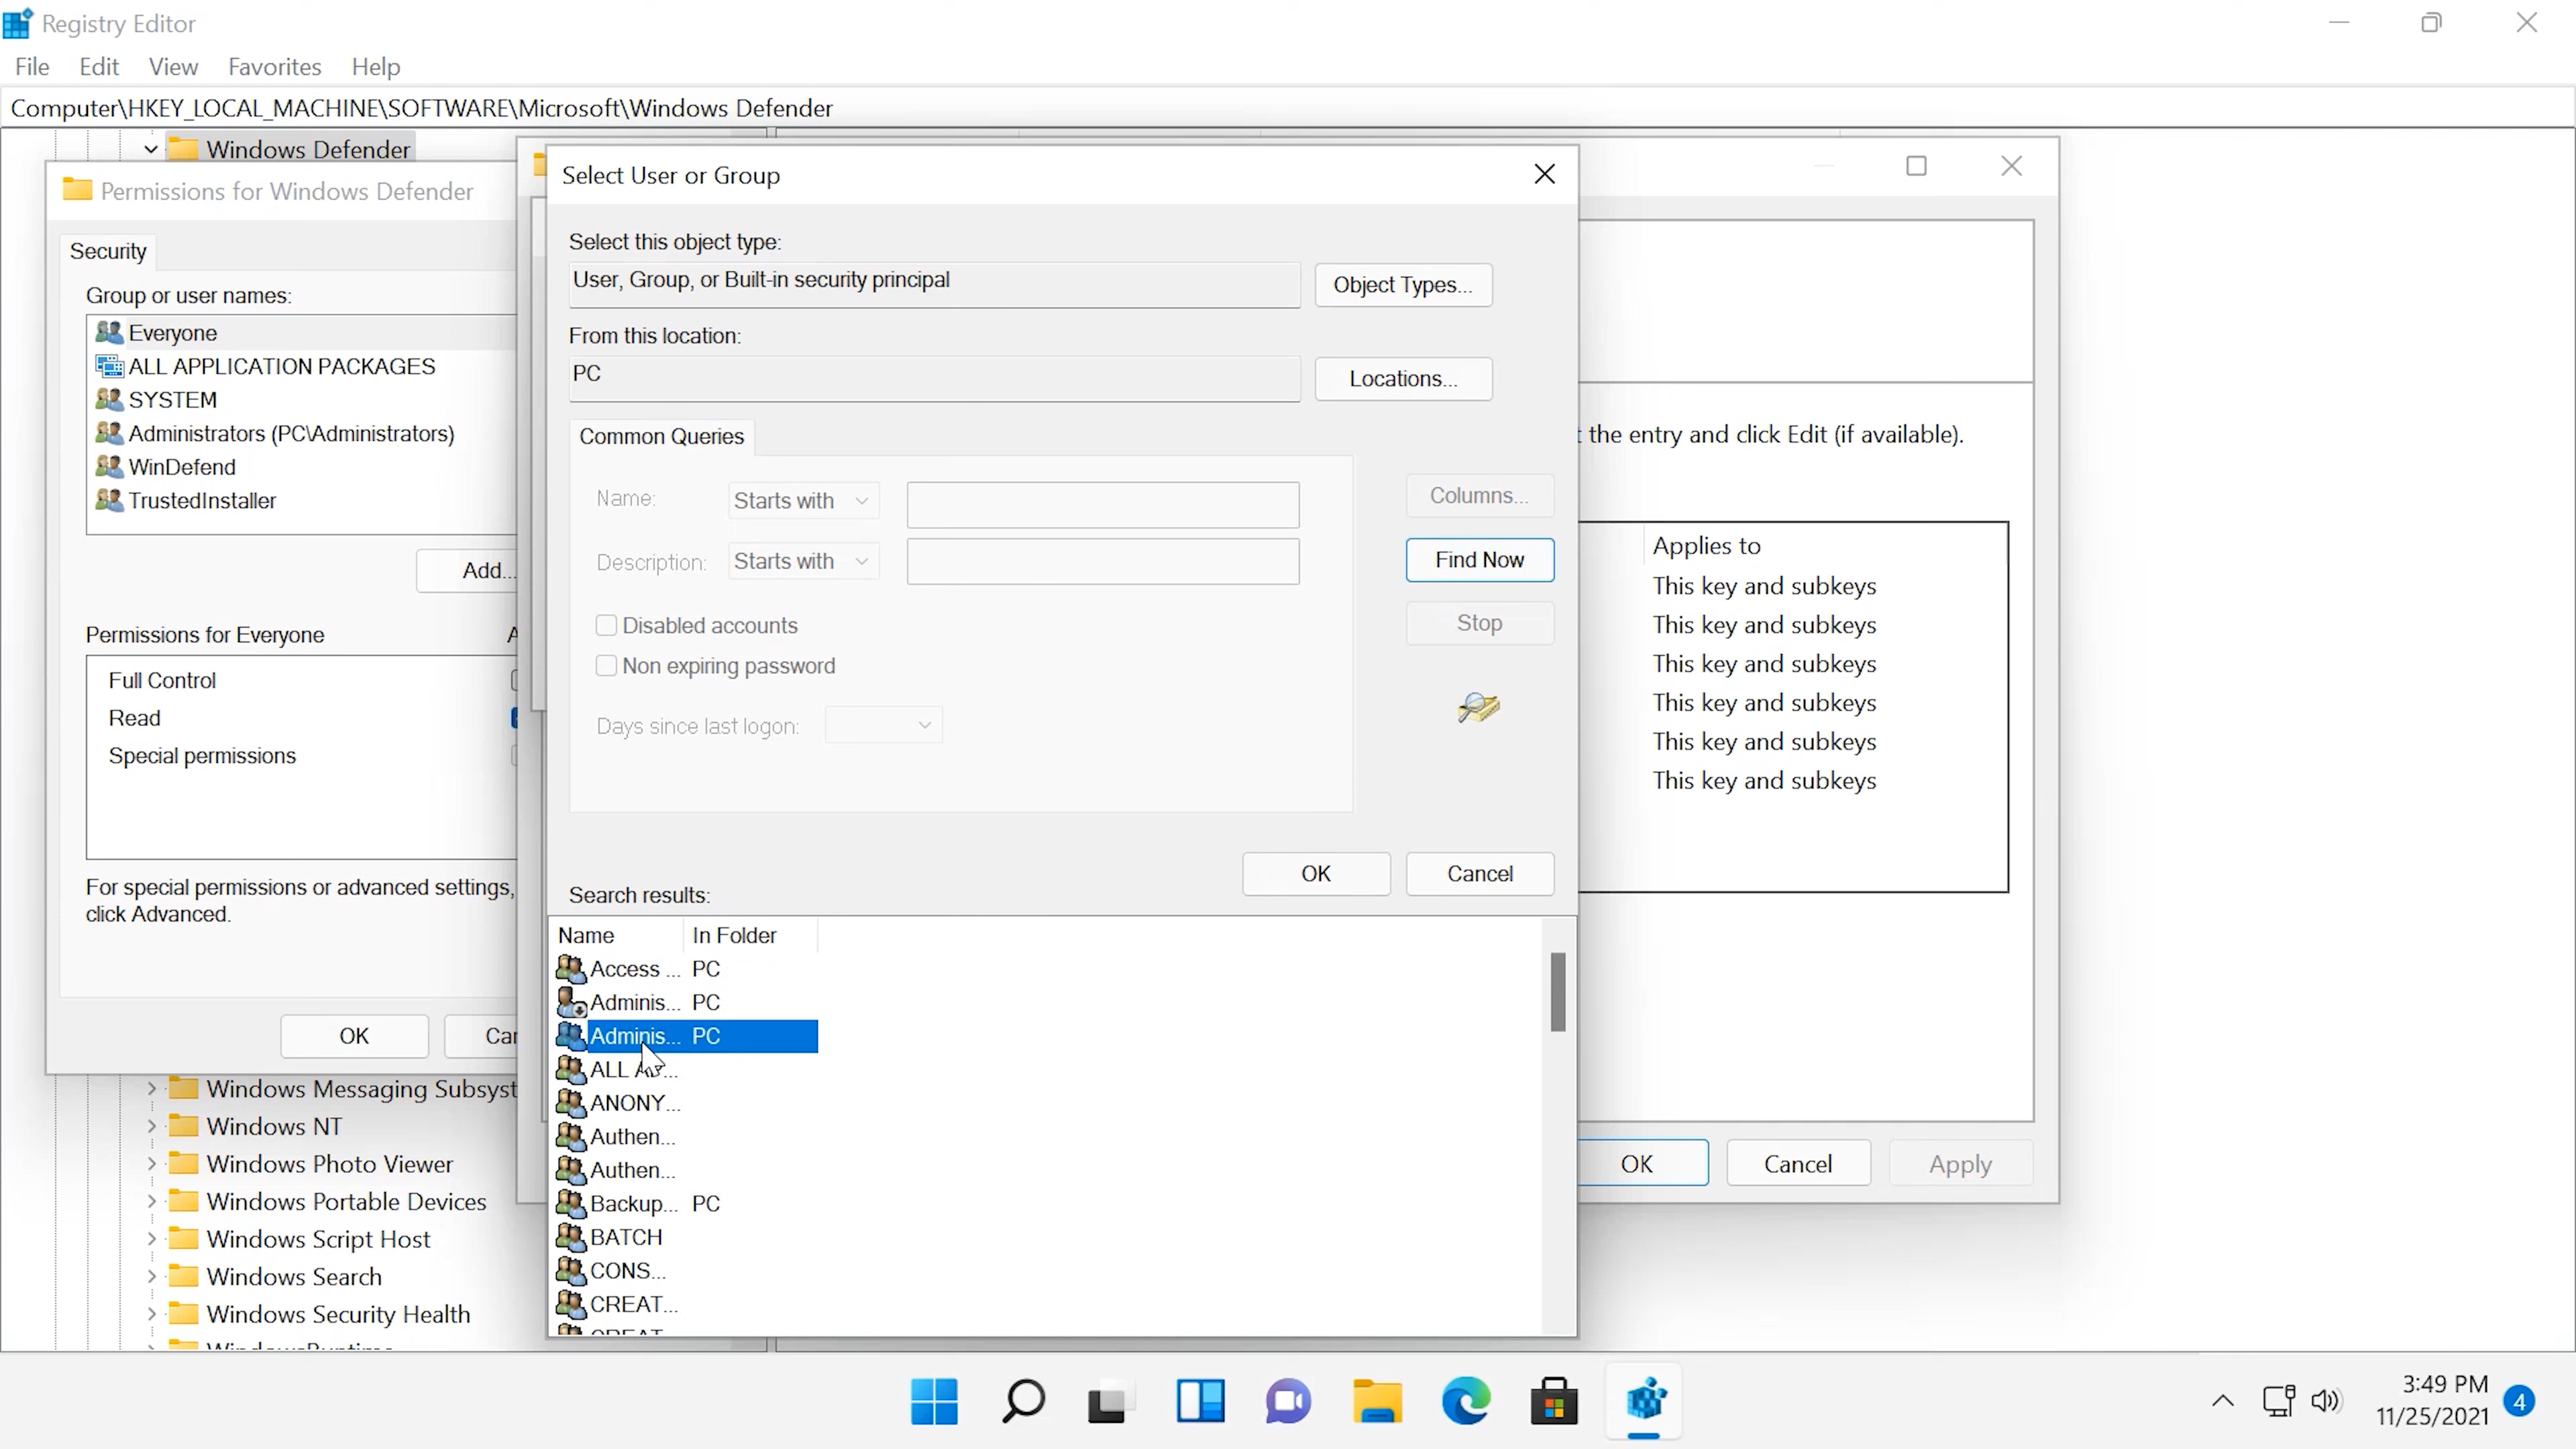 Registry Editor
File Edit View Favorites Help
Computer\HKEY_LOCAL_MACHINE\SOFTWARE\Microsoft\Windows Defender
Windows Defender
Permissions for Windows Defender
Security
Group or user names:
Everyone
ALL APPLICATION PACKAGES
SYSTEM
Administrators (PC\Administrators)
WinDefend
TrustedInstaller
Add...
Permissions for Everyone
Full Control
Read
Special permissions
For special permissions or advanced settings,
click Advanced.
OK
Windows Messaging Subsyst
Windows NT
Windows Photo Viewer
Windows Portable Devices
Windows Script Host
Windows Search
Windows Security Health
Select User or Group
Select this object type:
User, Group, or Built-in security principal
Object Types...
From this location:
PC
Locations...
Common Queries
Name: Starts with
Description: Starts with
Disabled accounts
Non expiring password
Days since last logon:
Columns...
Find Now
Stop
OK Cancel
Search results:
Name In Folder
Access ... PC
Adminis... PC
Adminis... PC
ALL A...
ANONY...
Authen...
Authen...
Backup... PC
BATCH
CONS...
CREAT...
the entry and click Edit (if available).
Applies to
This key and subkeys
This key and subkeys
This key and subkeys
This key and subkeys
This key and subkeys
This key and subkeys
OK Cancel Apply
3:49 PM
11/25/2021
4